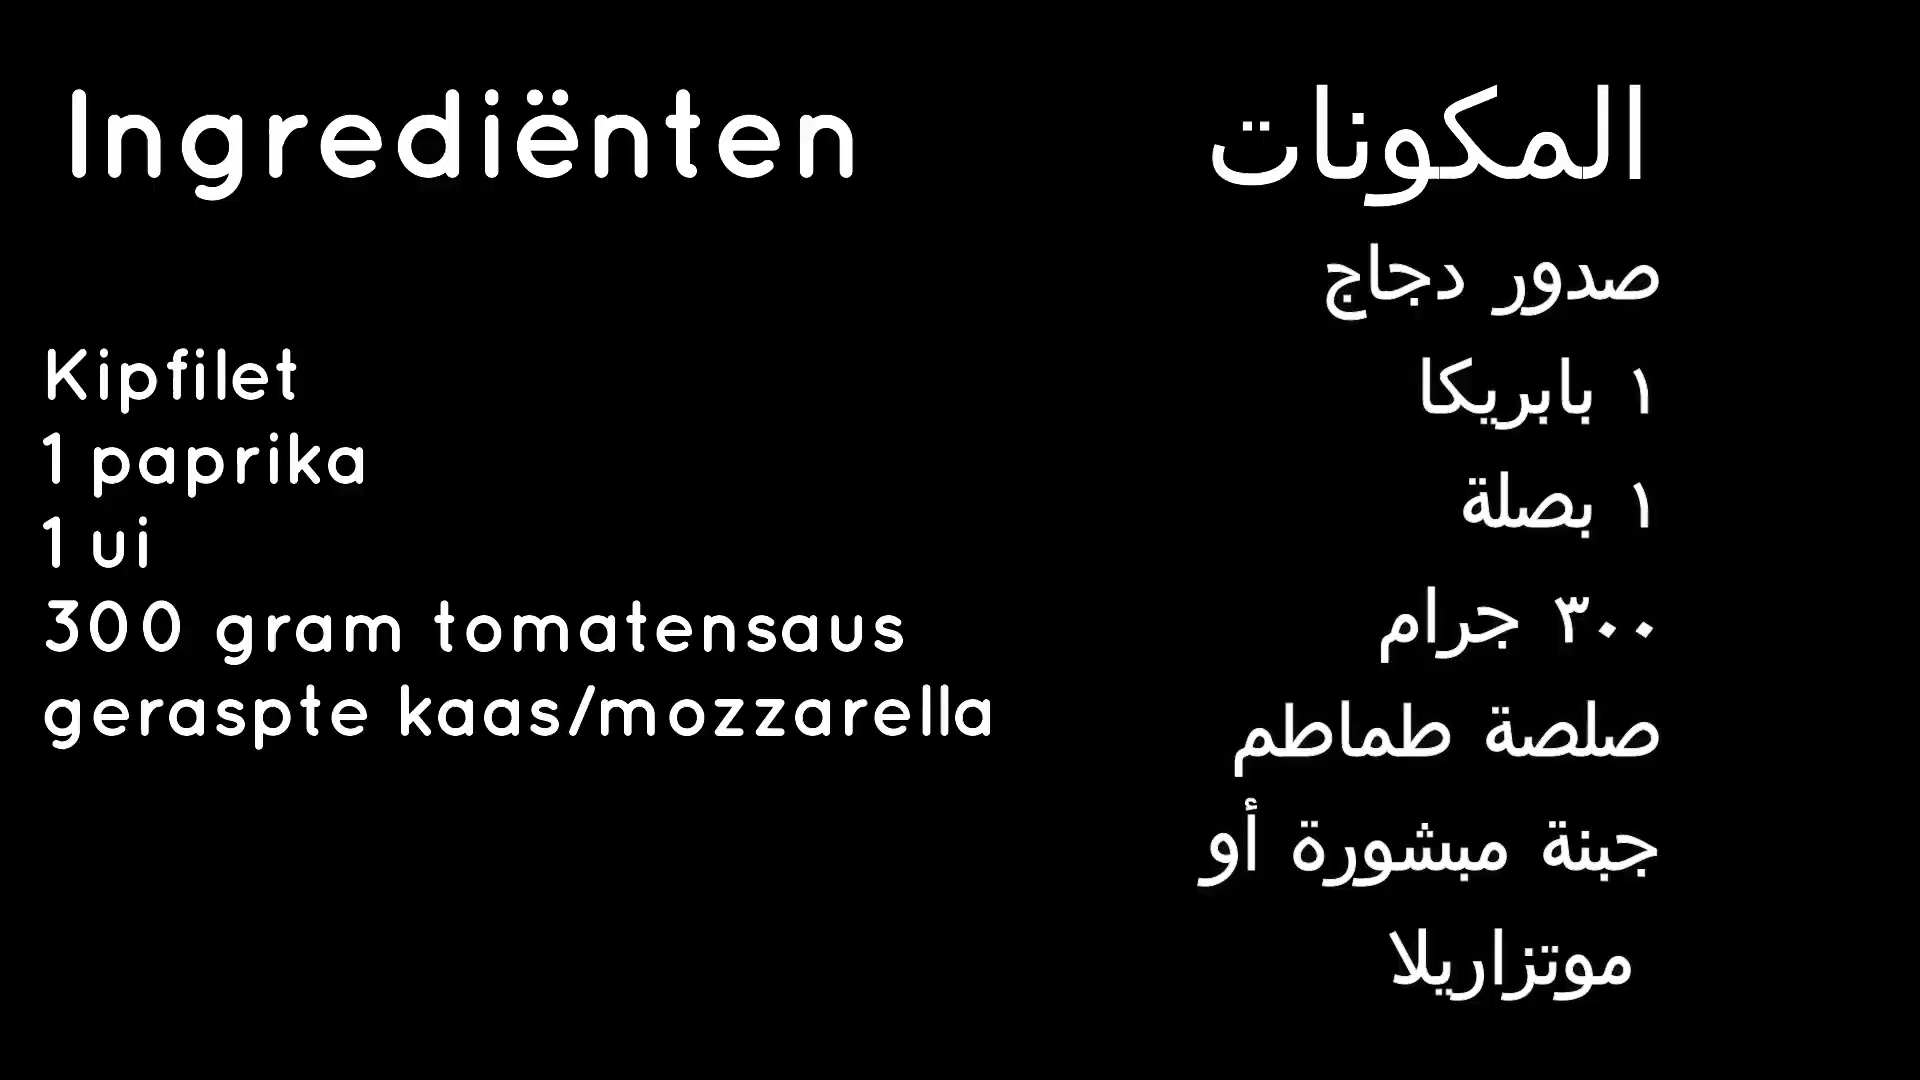 Ingrediënten
Kipfilet
1 paprika
1 ui
300 gram tomatensaus
geraspte kaas/mozzarella
المكونات
صدور دجاج
١ بابريكا
١ بصلة
٣٠٠ جرام
صلصة طماطم
جبنة مبشورة أو
موتزاريلا